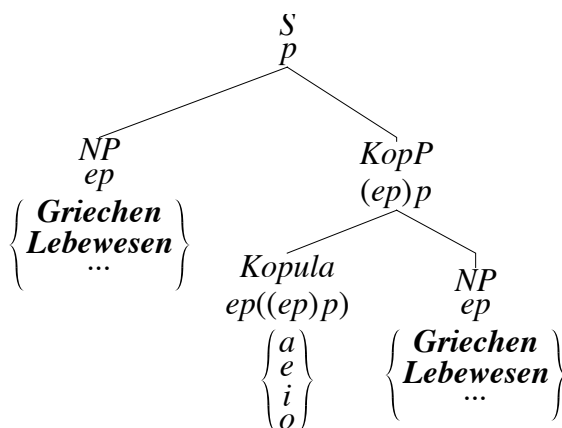 S
p
NP
ep
Griechen
Lebewesen
...
KopP
(ep)p
Kopula
ep((ep)p)
a
e
i
o
NP
ep
Griechen
Lebewesen
...